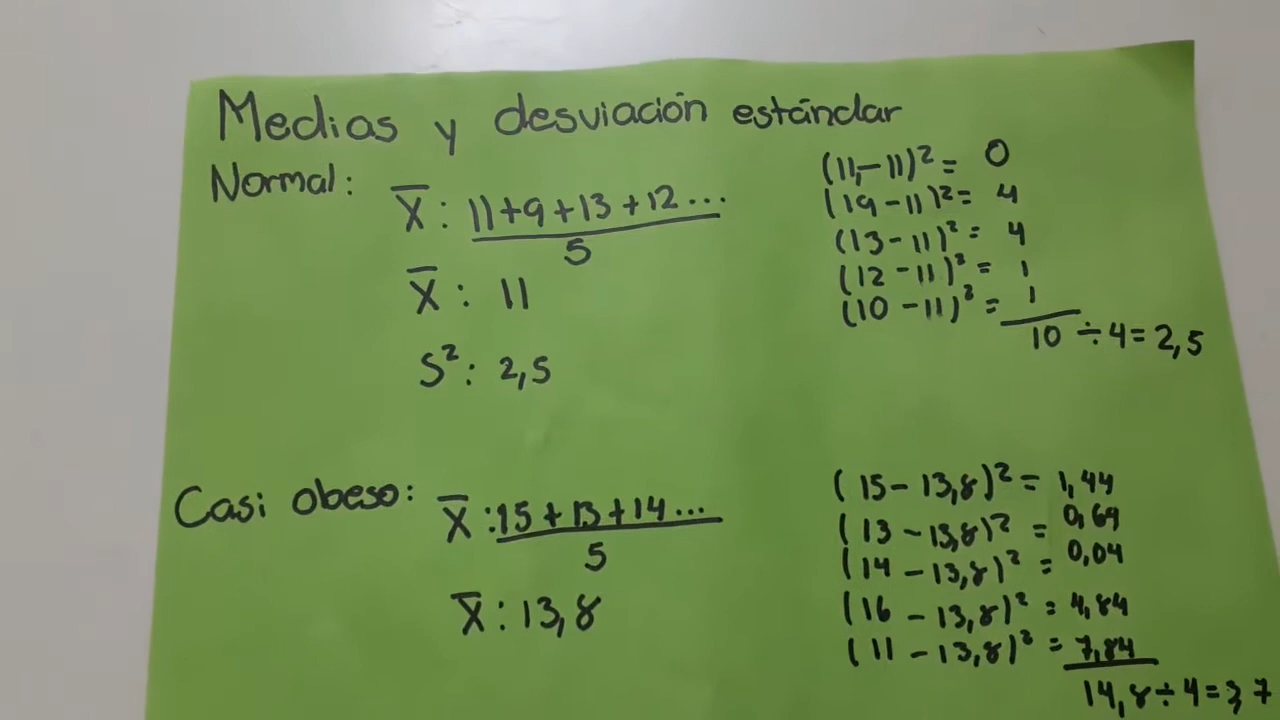 Medias y desviación estándar
Normal:
X̄ : 11+9+13+12...
5
X̄ : 11
S²: 2,5
(11,-11)² = 0
(19-11)² = 4
(13-11)² = 4
(12-11)² = 1
(10-11)² = 1
10 ÷4=2,5
Casi obeso:
X̄ :15+13+14...
5
X̄ : 13,8
(15-13,8)² = 1,44
(13-13,8)² = 0,64
(14-13,8)² = 0,04
(16-13,8)² = 4,84
(11-13,8)² = 7,84
14,8÷4=3,7